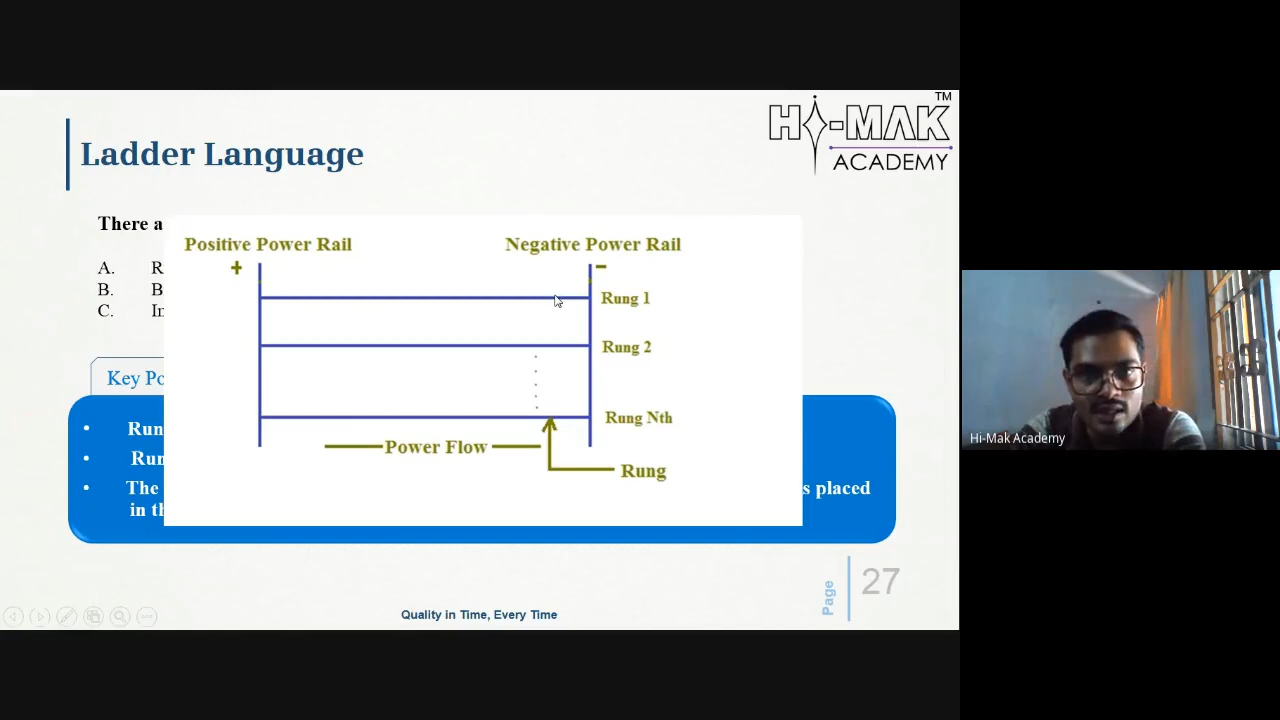 TM
HI-MAK
ACADEMY
Ladder Language
There a
Positive Power Rail
Negative Power Rail
+
-
A. R
B. B
C. In
Rung 1
Rung 2
Key Po
Rung Nth
• Run
Power Flow
• Run
Rung
• The
s placed
in th
Page
27
Quality in Time, Every Time
Hi-Mak Academy